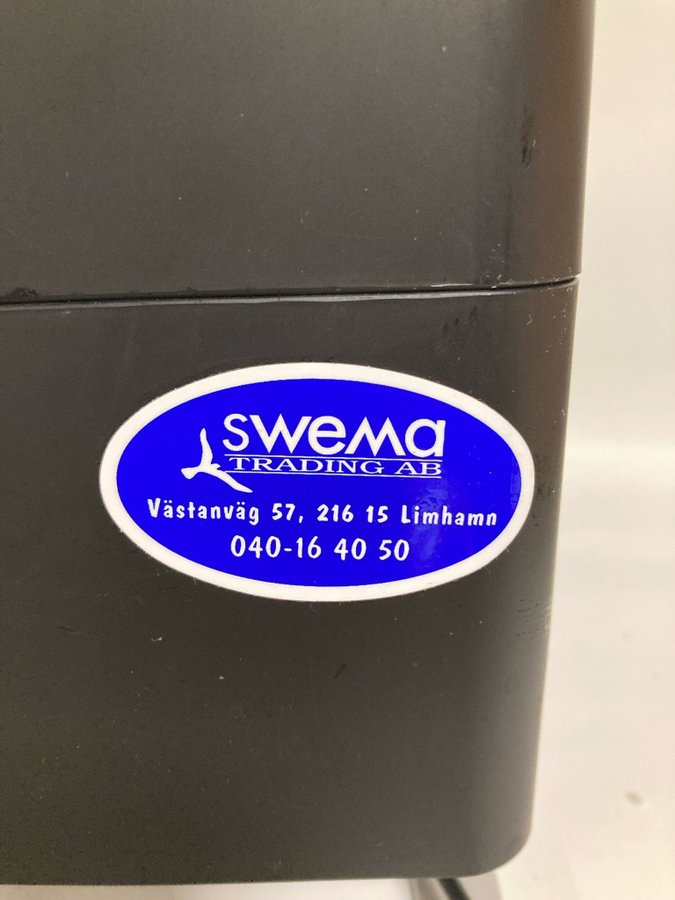 swema
TRADING AB
Västanväg 57, 216 15 Limhamn
040-16 40 50